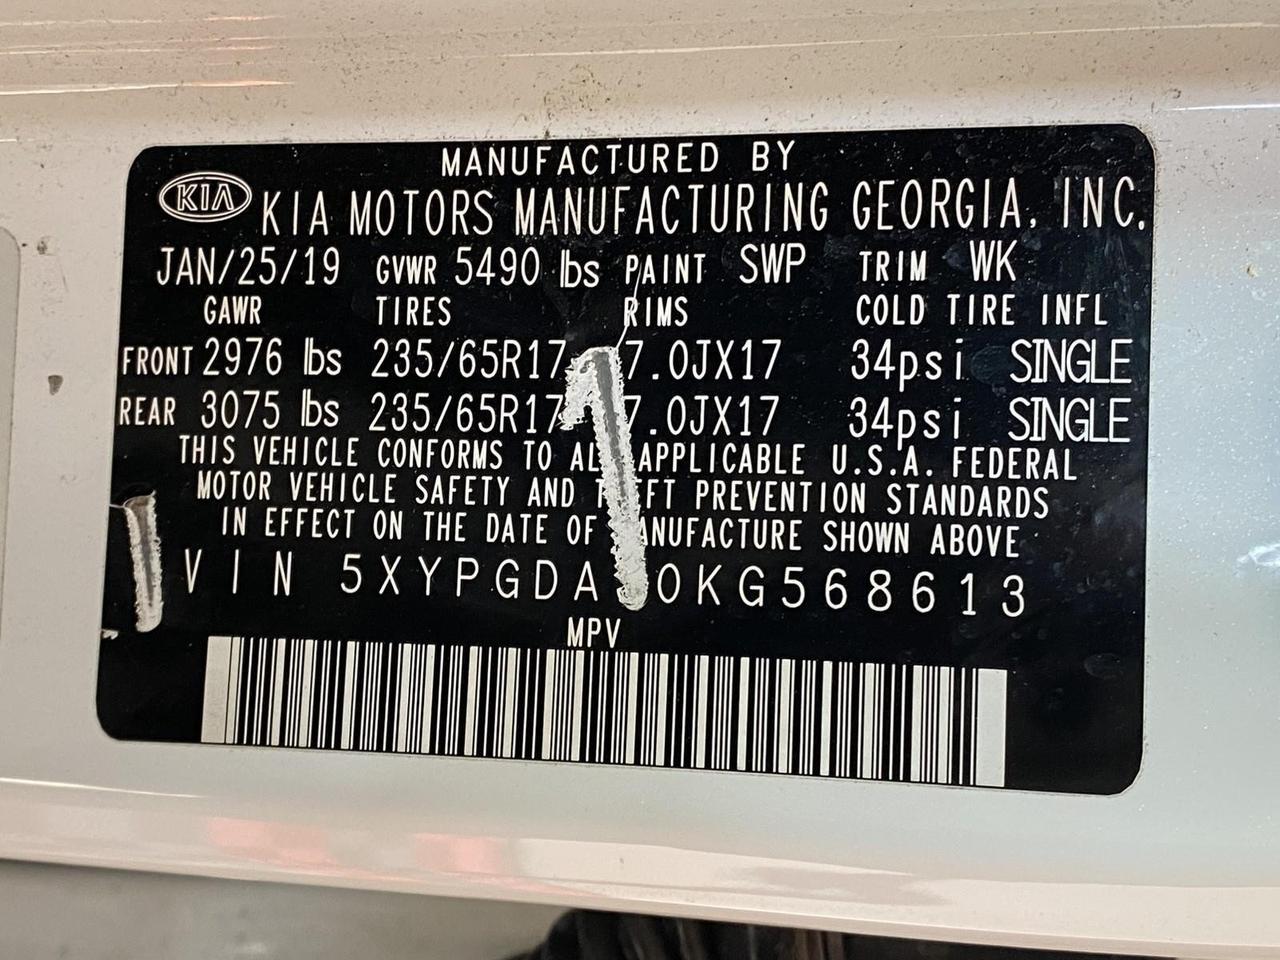 MANUFACTURED BY
KIA KIA MOTORS MANUFACTURING GEORGIA, INC.
JAN/25/19 GVWR 5490 lbs PAINT SWP TRIM WK
GAWR TIRES RIMS COLD TIRE INFL
FRONT 2976 lbs 235/65R17 7.0JX17 34psi SINGLE
REAR 3075 lbs 235/65R17 7.0JX17 34psi SINGLE
THIS VEHICLE CONFORMS TO ALL APPLICABLE U.S.A. FEDERAL
MOTOR VEHICLE SAFETY AND THEFT PREVENTION STANDARDS
IN EFFECT ON THE DATE OF MANUFACTURE SHOWN ABOVE
VIN 5XYPGDA 0KG568613
MPV